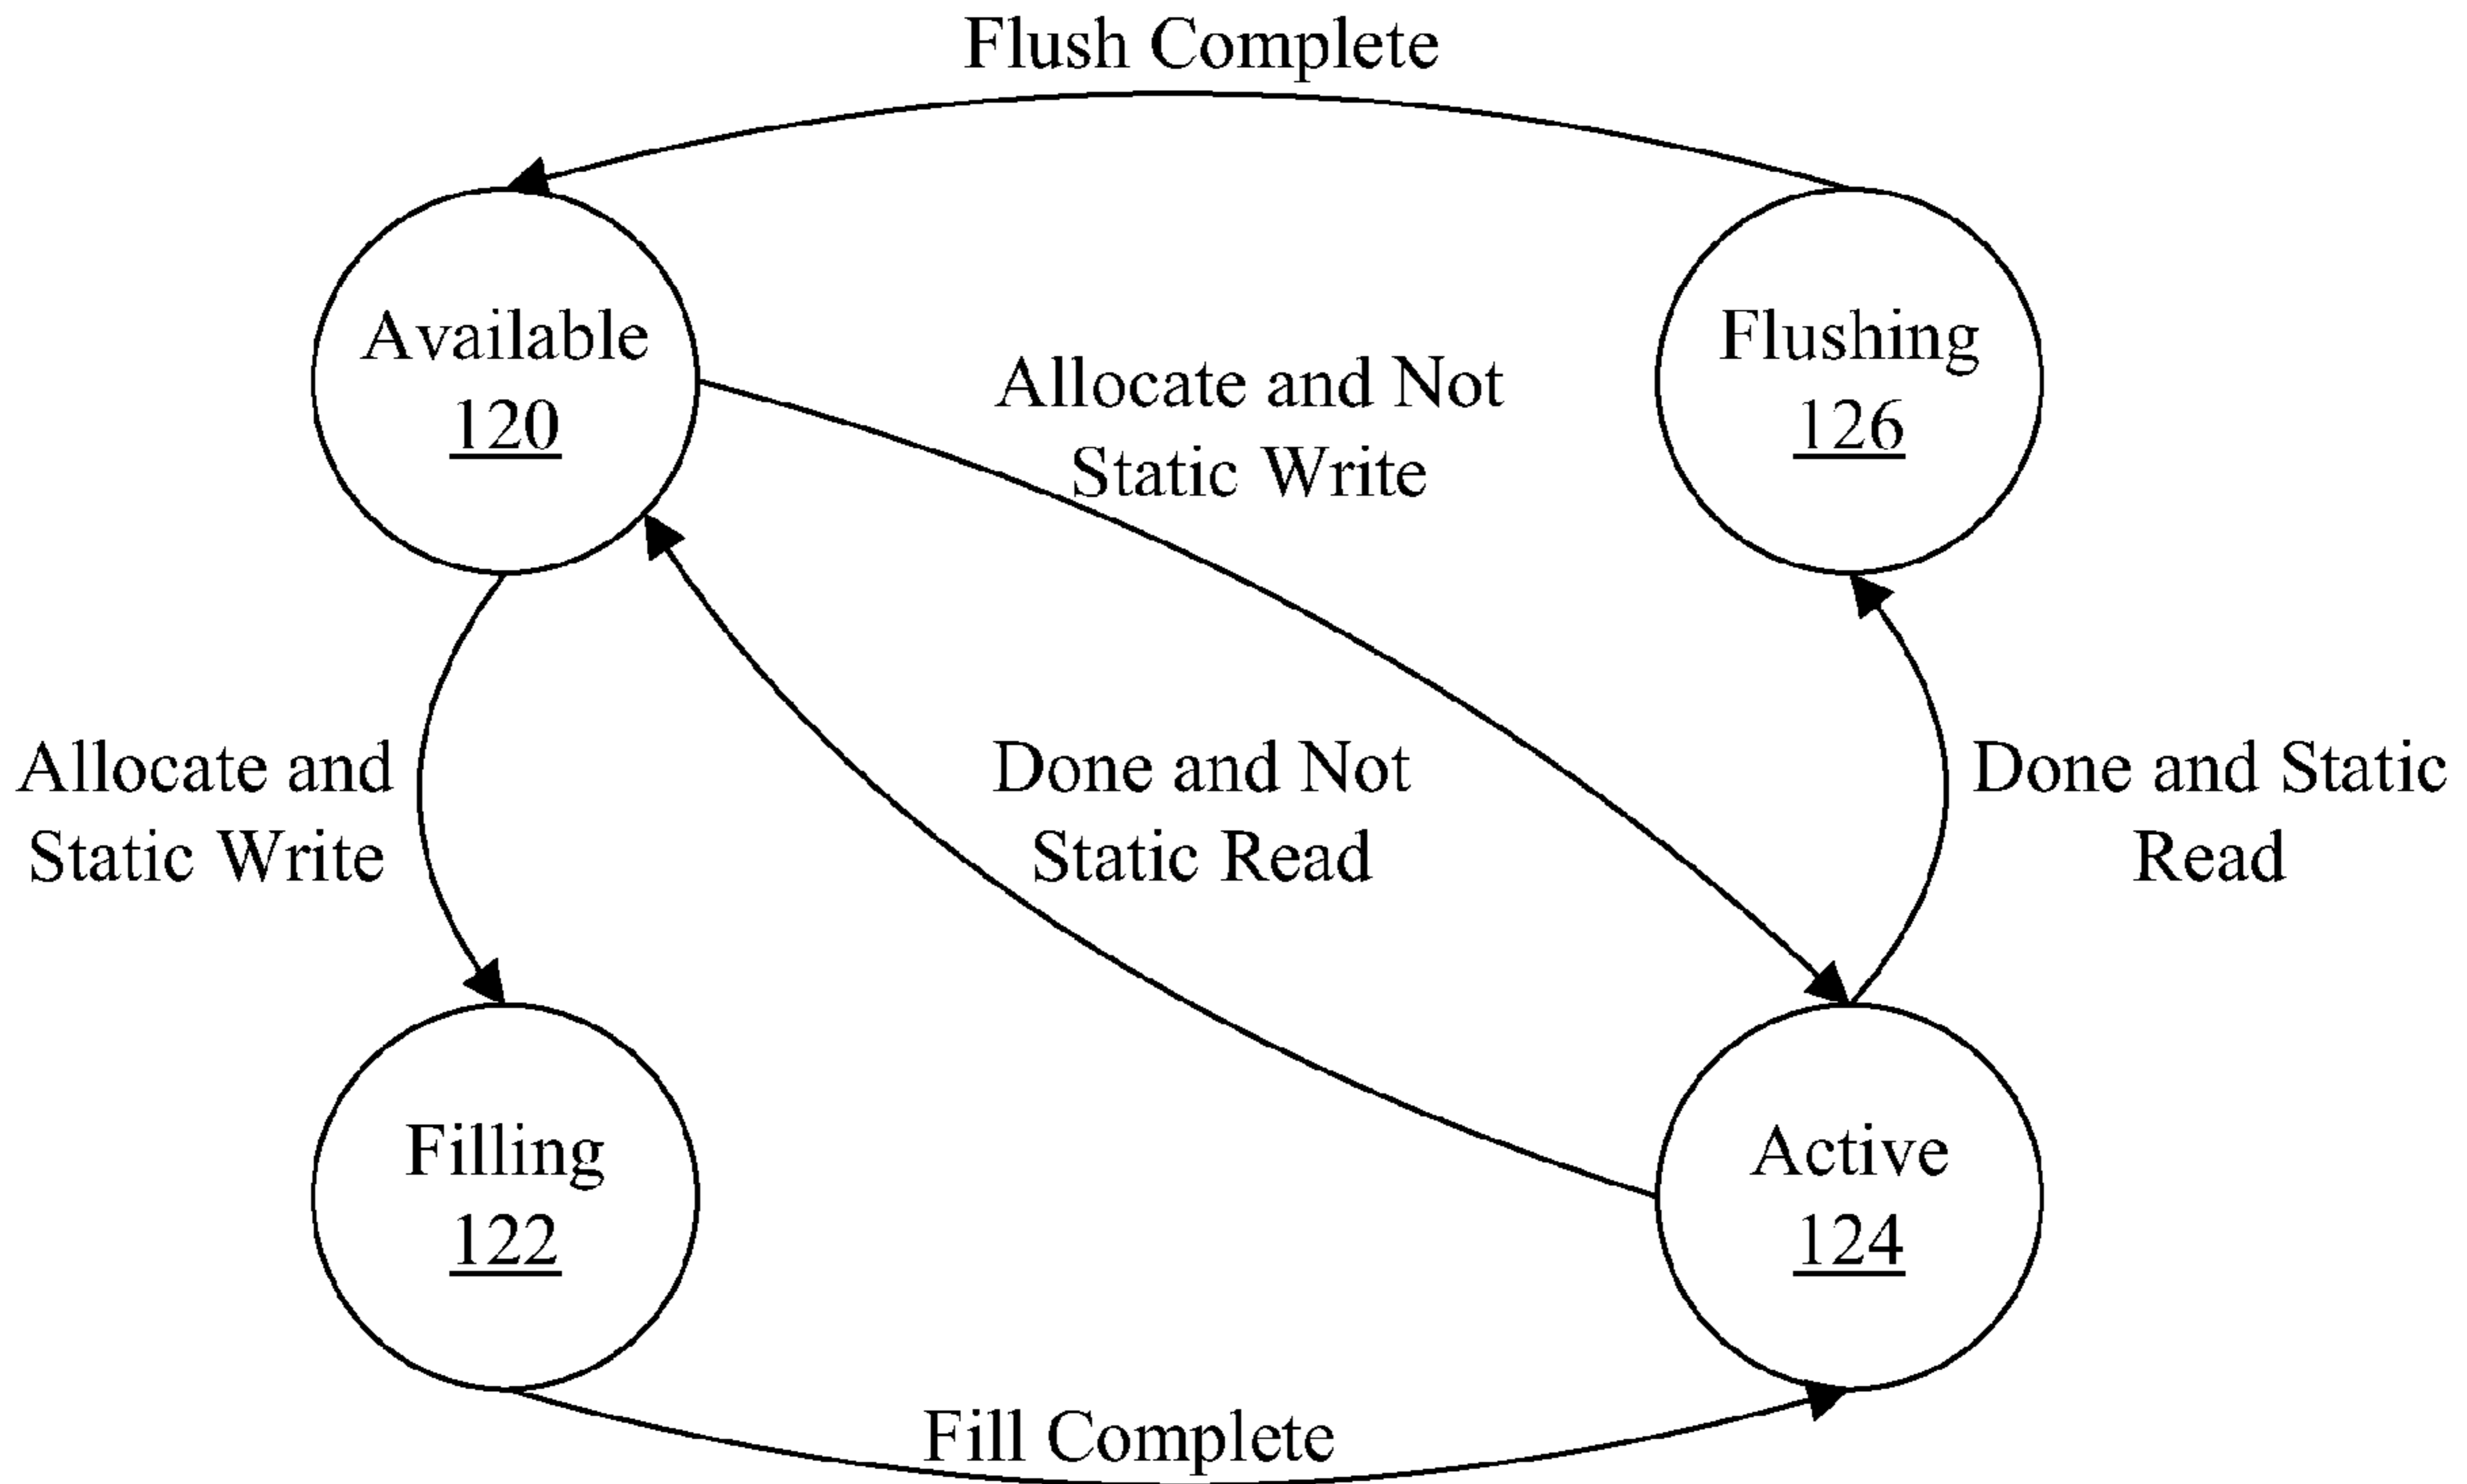 Flush Complete
Available
120
Flushing
126
Allocate and Not
Static Write
Allocate and
Static Write
Done and Not
Static Read
Done and Static
Read
Filling
122
Active
124
Fill Complete